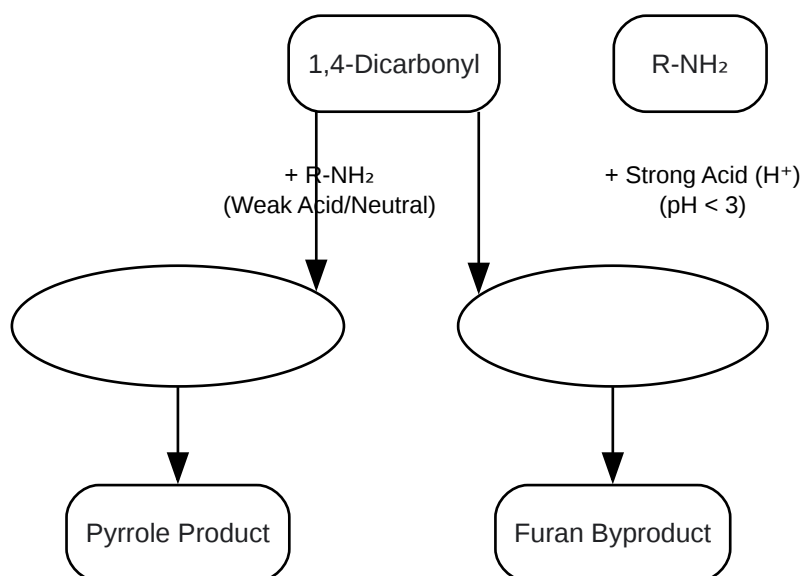 1,4-Dicarbonyl
R-NH₂
+ R-NH₂
(Weak Acid/Neutral)
+ Strong Acid (H⁺)
(pH < 3)
Pyrrole Product
Furan Byproduct